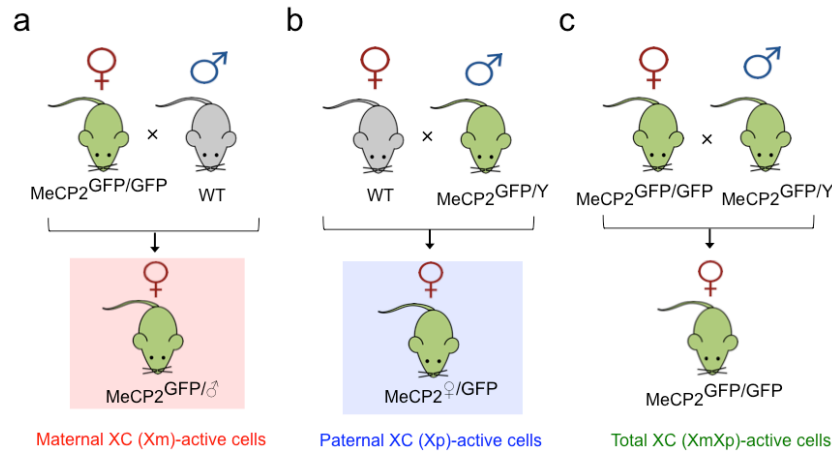 a
b
c
♀ ♂
♀ ♂
♀ ♂
×
×
×
MeCP2GFP/GFP
WT
WT
MeCP2GFP/Y
MeCP2GFP/GFP
MeCP2GFP/Y
♀
♀
♀
MeCP2GFP/♂
MeCP2♀/GFP
MeCP2GFP/GFP
Maternal XC (Xm)-active cells
Paternal XC (Xp)-active cells
Total XC (XmXp)-active cells